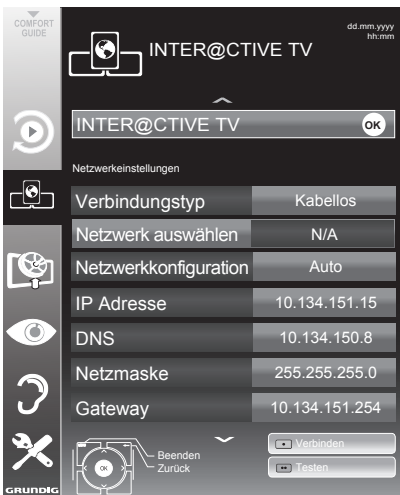 COMFORT
GUIDE
INTER@CTIVE TV
dd.mm.yyyy
hh:mm
INTER@CTIVE TV OK
Netzwerkeinstellungen
Verbindungstyp Kabellos
Netzwerk auswählen N/A
Netzwerkkonfiguration Auto
IP Adresse 10.134.151.15
DNS 10.134.150.8
Netzmaske 255.255.255.0
Gateway 10.134.151.254
OK
Beenden
Zurück
Verbinden
Testen
GRUNDIG